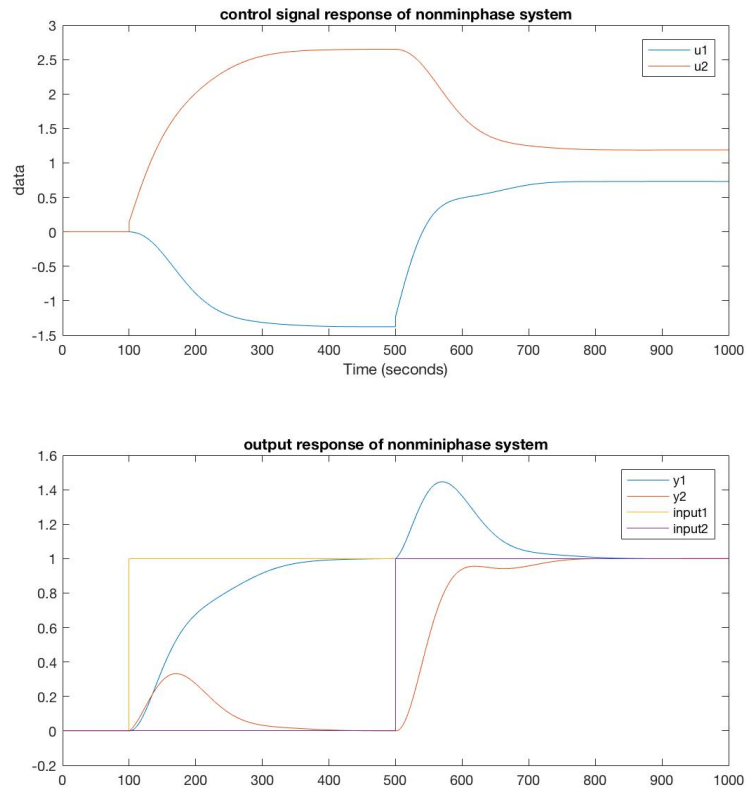 control signal response of nonminphase system
3
2.5
2
1.5
1
0.5
0
-0.5
-1
-1.5
data
u1
u2
0 100 200 300 400 500 600 700 800 900 1000
Time (seconds)
output response of nonminiphase system
1.6
1.4
1.2
1
0.8
0.6
0.4
0.2
0
-0.2
y1
y2
input1
input2
0 100 200 300 400 500 600 700 800 900 1000